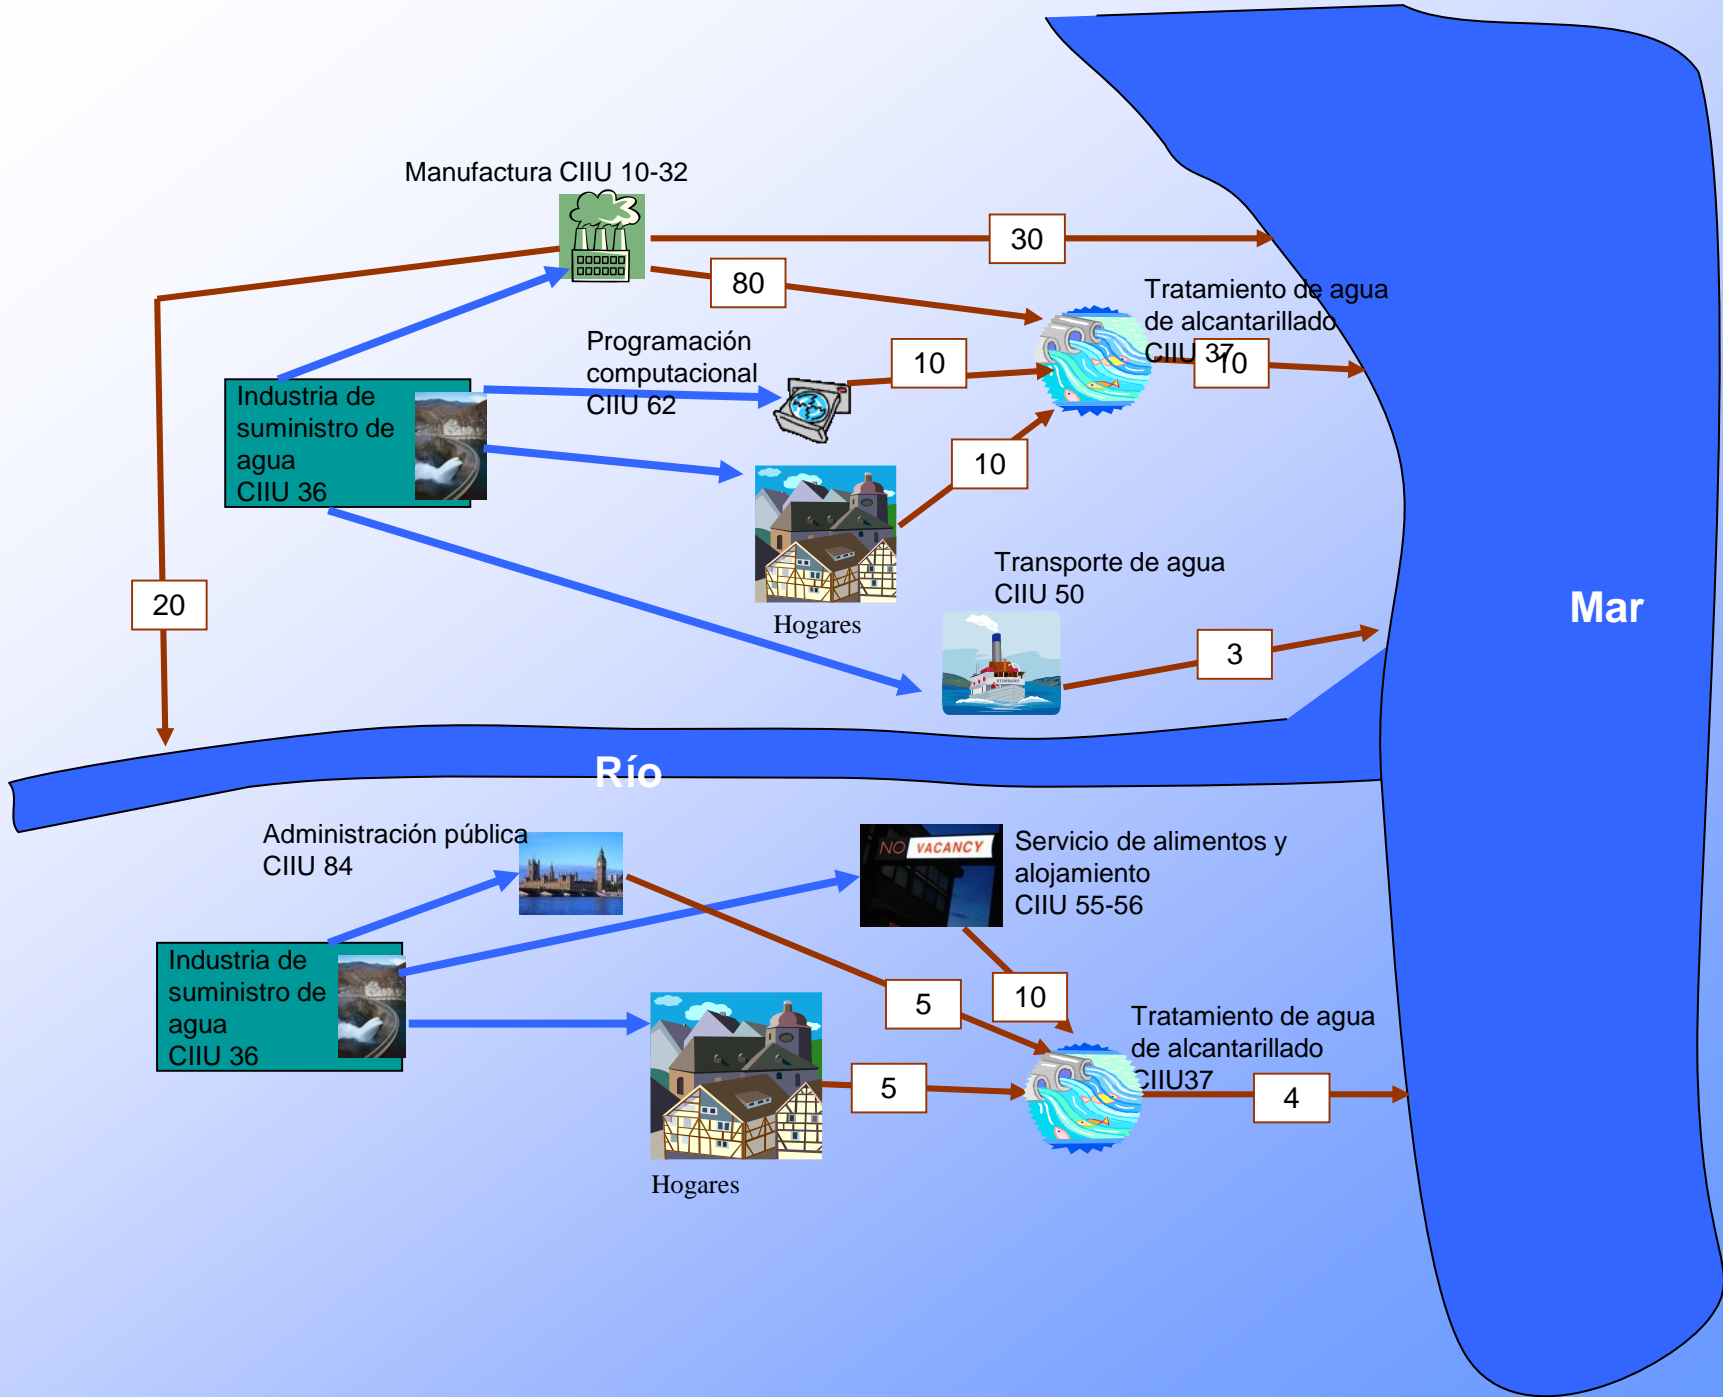 Manufactura CIIU 10-32
30
80
Tratamiento de agua
de alcantarillado
CIIU 37
10
Programación
computacional
CIIU 62
10
Industria de
suministro de
agua
CIIU 36
10
Hogares
Transporte de agua
CIIU 50
3
20
Mar
Río
Administración pública
CIIU 84
NO VACANCY
Servicio de alimentos y
alojamiento
CIIU 55-56
Industria de
suministro de
agua
CIIU 36
5
10
Tratamiento de agua
de alcantarillado
CIIU37
5
4
Hogares